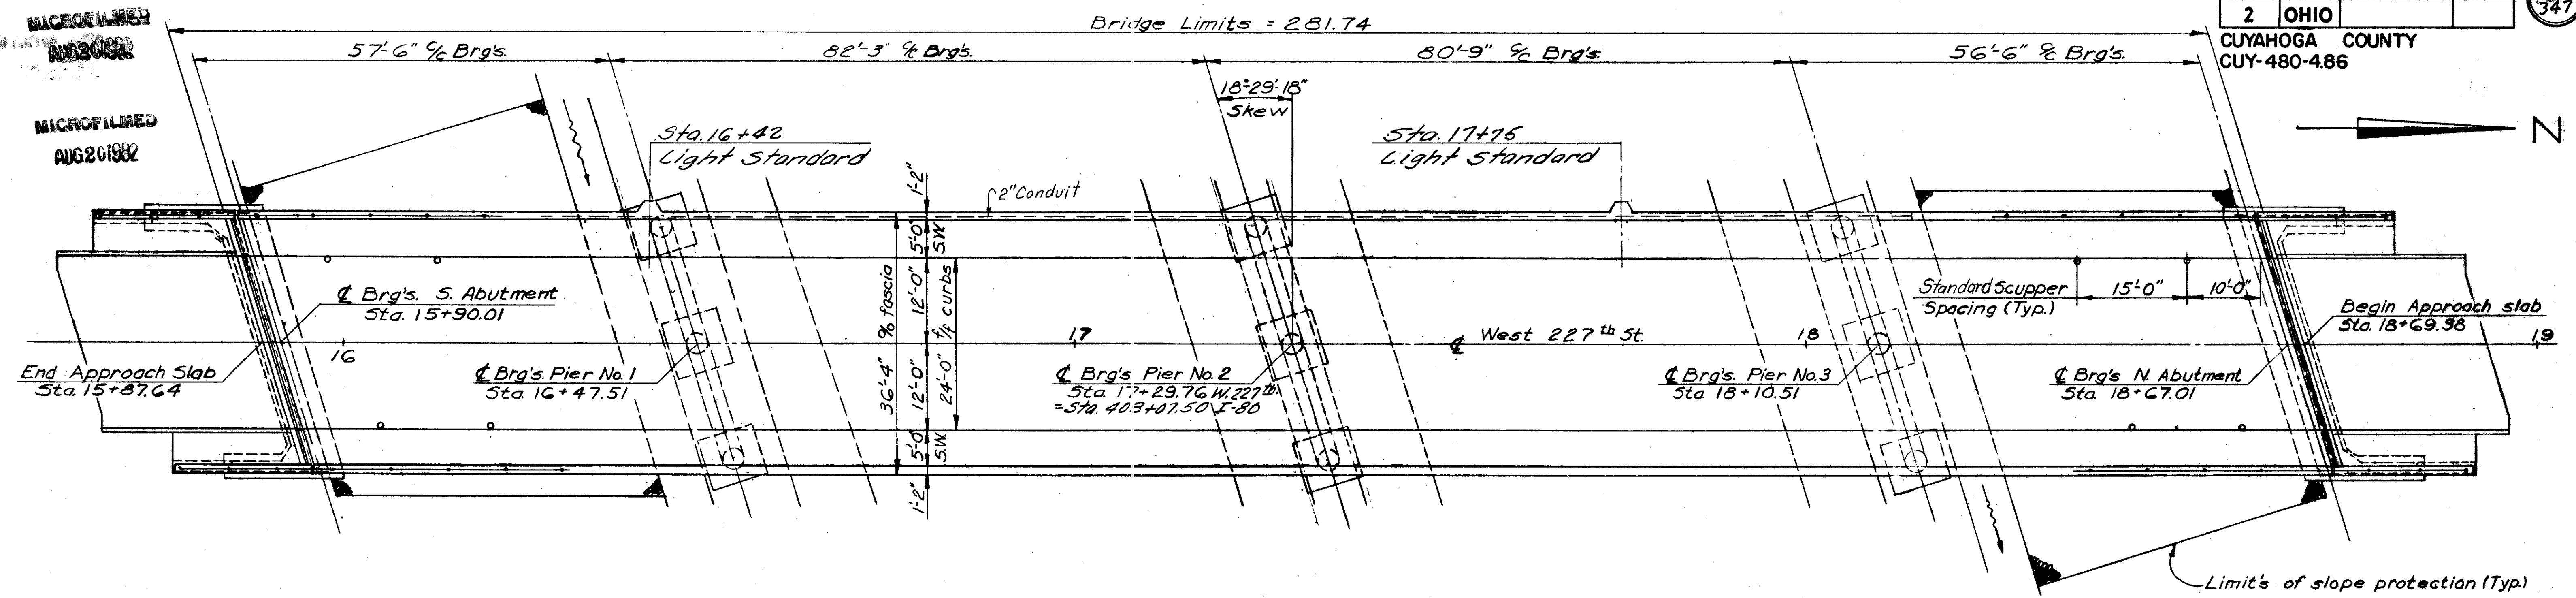 MICROFILMED
Bridge Limits = 281.74
2 OHIO
347
CUYAHOGA COUNTY
CUY-480-4.86
57'-6" c/c Brg's.
82'-3" c/c Brg's.
80'-9" c/c Brg's.
56'-6" c/c Brg's.
MICROFILMED
AUG 20 1982
18°-29'-18"
Skew
Sta. 16+42
Light Standard
Sta. 17+75
Light Standard
N
2" Conduit
1'-2"
5'-0" S.W.
12'-0"
36'-4" o/o fascia
24'-0" f/f curbs
12'-0"
5'-0" S.W.
1'-2"
℄ Brg's. S. Abutment
Sta. 15+90.01
Standard Scupper
Spacing (Typ.)
15'-0"
10'-0"
Begin Approach slab
Sta. 18+69.38
16
17
℄ West 227th St.
18
19
End Approach Slab
Sta. 15+87.64
℄ Brg's. Pier No. 1
Sta. 16+47.51
℄ Brg's Pier No. 2
Sta. 17+29.76 W. 227th
=Sta. 403+07.50 I-80
℄ Brg's. Pier No. 3
Sta 18+10.51
℄ Brg's N. Abutment
Sta. 18+67.01
Limit's of slope protection (Typ.)